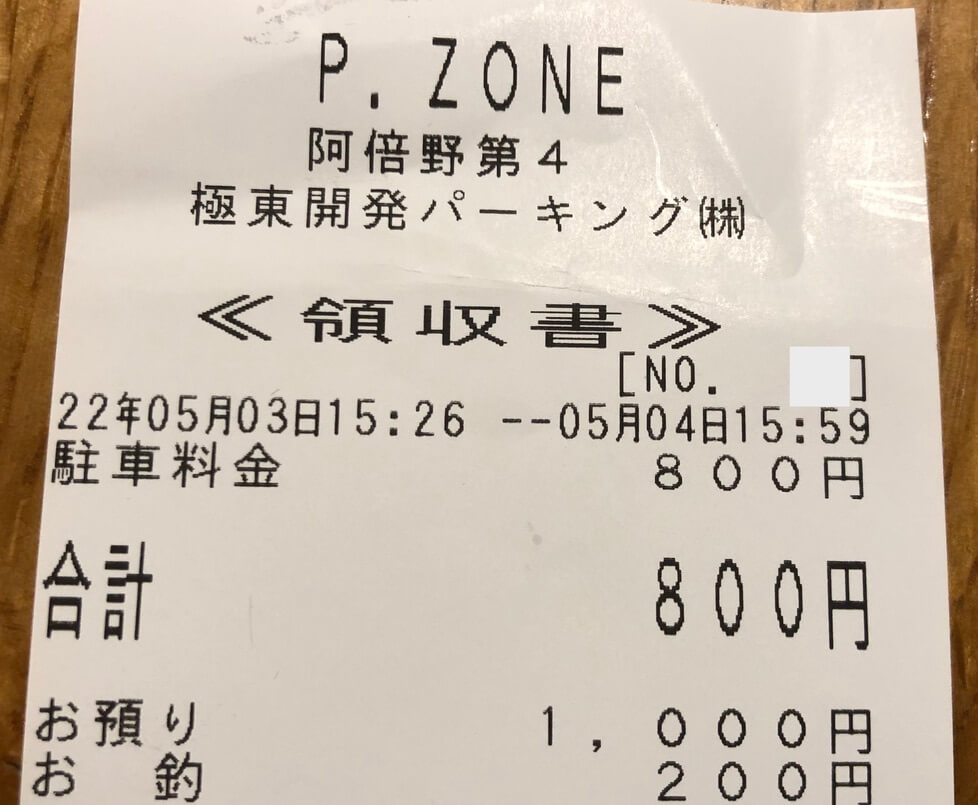 P. ZONE
阿倍野第4
極東開発パーキング㈱
≪領収書≫
[NO. ]
22年05月03日15:26 --05月04日15:59
駐車料金 800円
合計 800円
お預り 1,000円
お 釣 200円